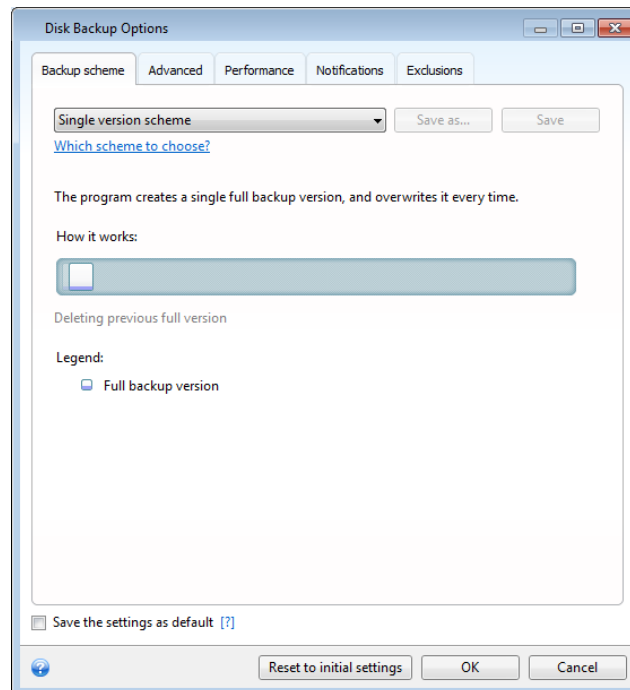 Disk Backup Options
Backup scheme Advanced Performance Notifications Exclusions
Single version scheme Save as... Save
Which scheme to choose?
The program creates a single full backup version, and overwrites it every time.
How it works:
Deleting previous full version
Legend:
Full backup version
Save the settings as default [?]
? Reset to initial settings OK Cancel